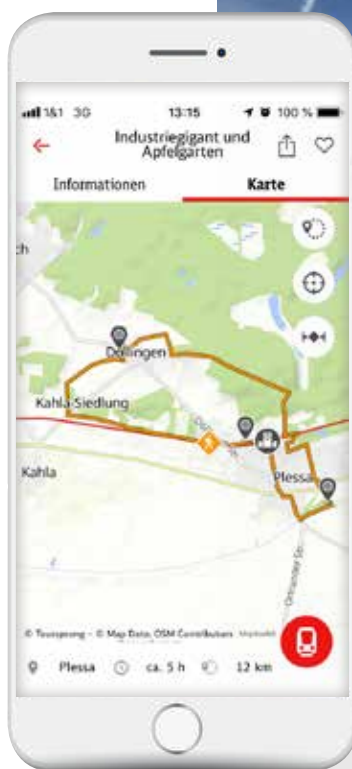 1&1 3G 13:15 100 %
Industriegigant und
Apfelgarten
Informationen Karte
Döllingen
Kahla-Siedlung
Kahla
Plessa
© Toursprung - © Map Data: OSM Contributors
Plessa ca. 5 h 12 km